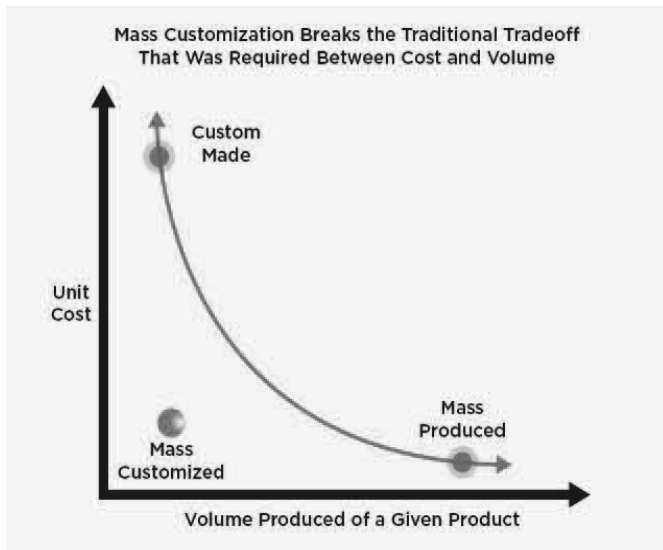 Mass Customization Breaks the Traditional Tradeoff
That Was Required Between Cost and Volume
Custom
Made
Unit
Cost
Mass
Produced
Mass
Customized
Volume Produced of a Given Product